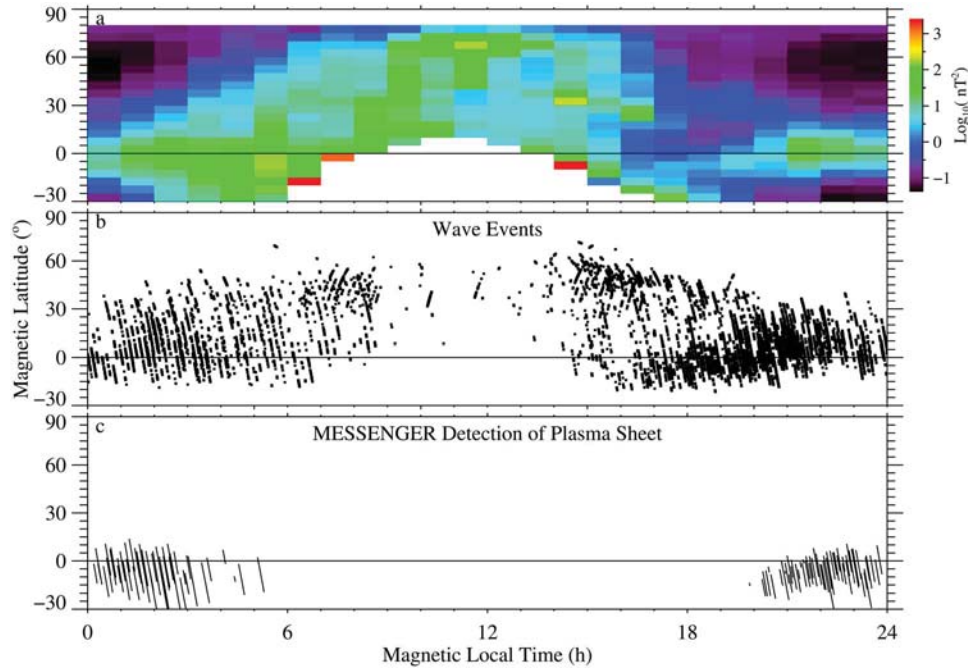 a
90
60
30
0
−30
3
2
1
0
−1
Log₁₀( nT²)
b
Wave Events
90
60
30
0
−30
Magnetic Latitude (º)
c
MESSENGER Detection of Plasma Sheet
90
60
30
0
−30
0 6 12 18 24
Magnetic Local Time (h)